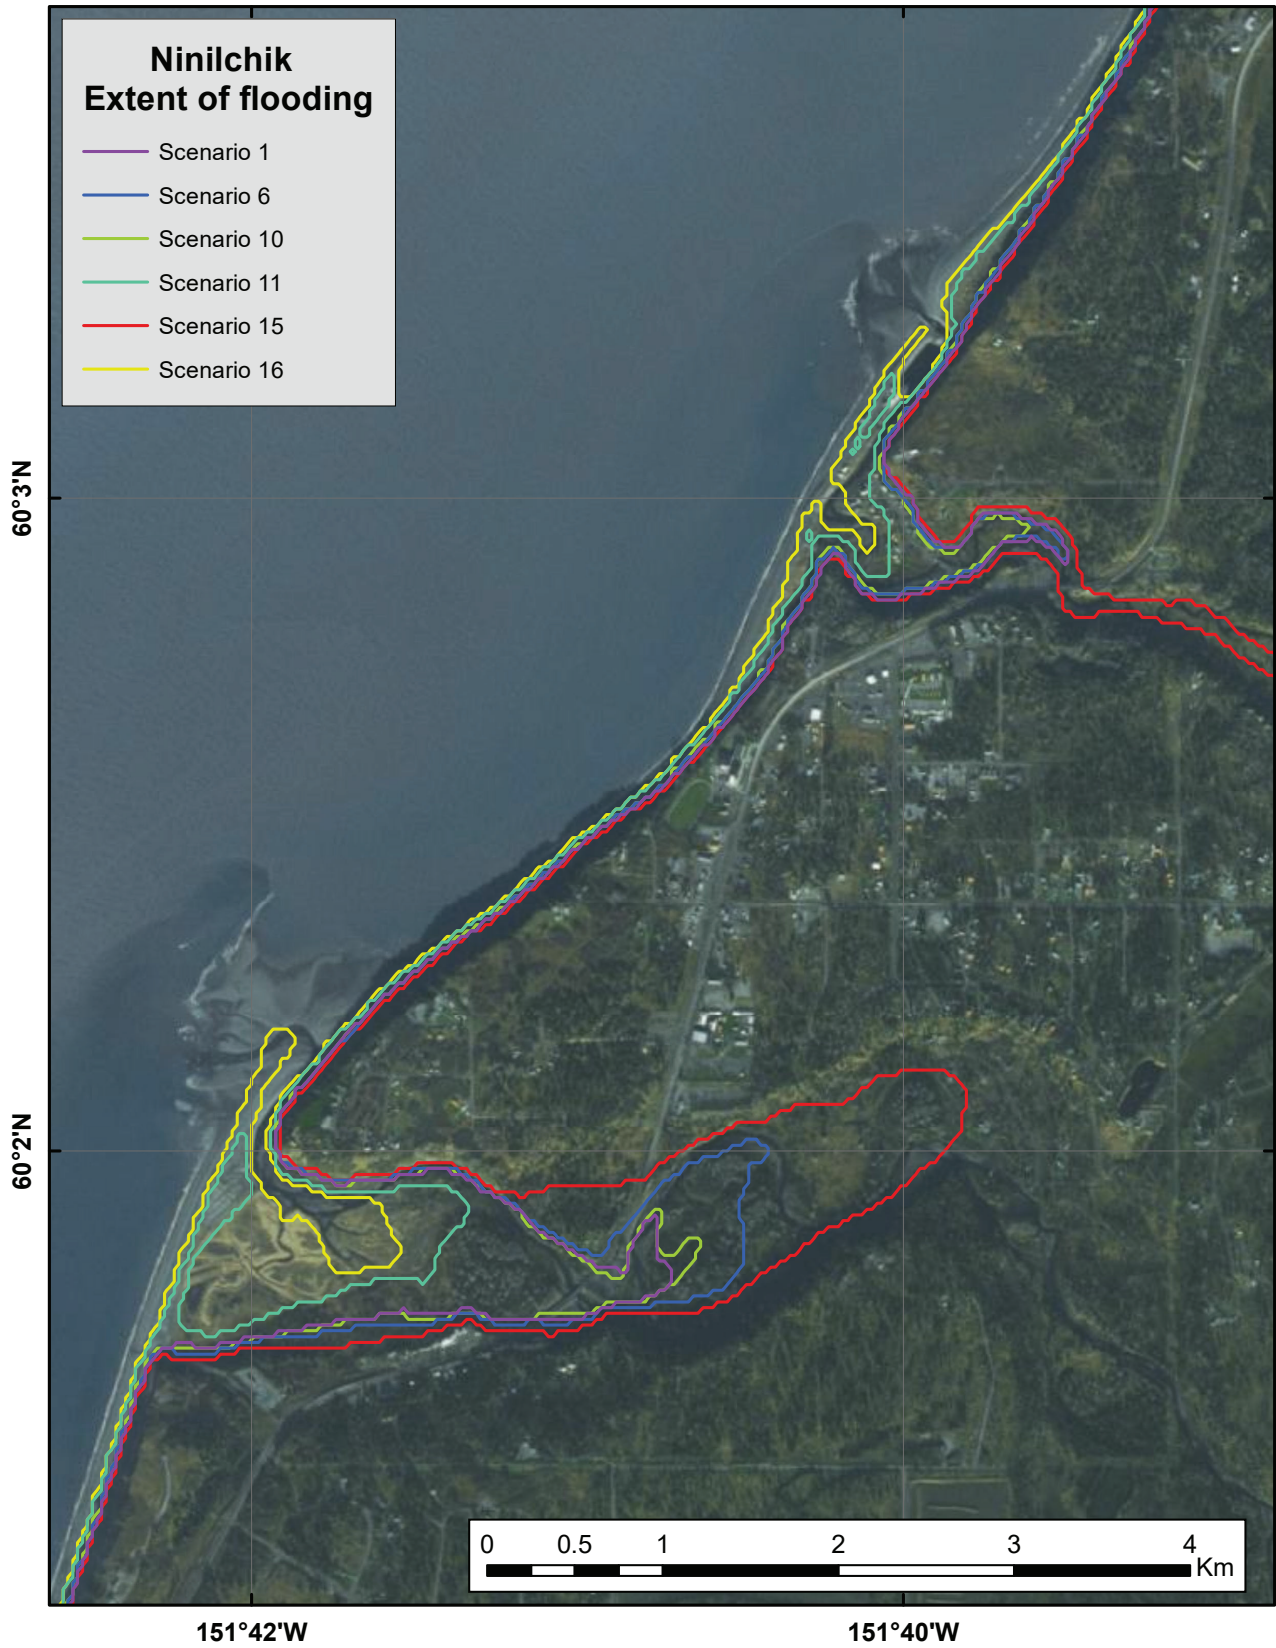 Ninilchik
Extent of flooding
Scenario 1
Scenario 6
Scenario 10
Scenario 11
Scenario 15
Scenario 16
60°3'N
60°2'N
0 0.5 1 2 3 4
Km
151°42'W 151°40'W